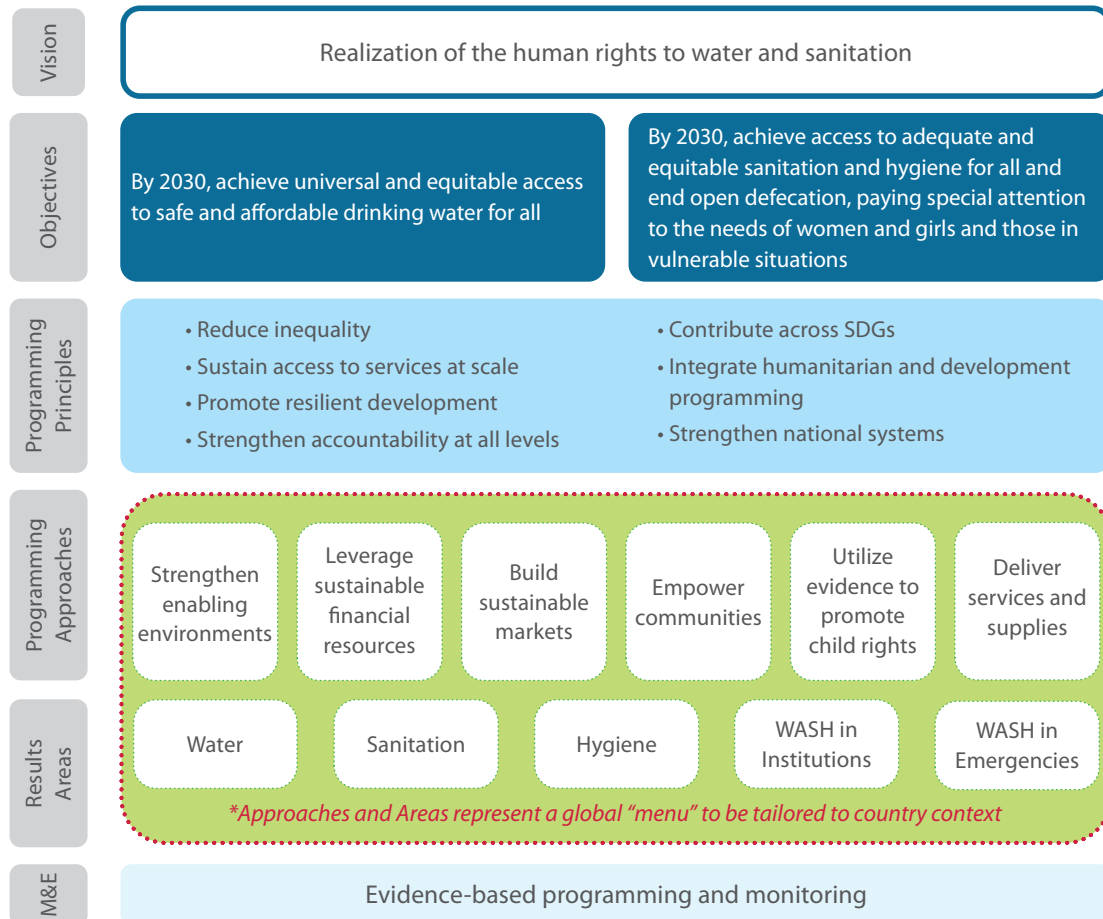 Vision
Realization of the human rights to water and sanitation
Objectives
By 2030, achieve universal and equitable access
to safe and affordable drinking water for all
By 2030, achieve access to adequate and
equitable sanitation and hygiene for all and
end open defecation, paying special attention
to the needs of women and girls and those in
vulnerable situations
Programming
Principles
• Reduce inequality
• Sustain access to services at scale
• Promote resilient development
• Strengthen accountability at all levels
• Contribute across SDGs
• Integrate humanitarian and development
programming
• Strengthen national systems
Programming
Approaches
Strengthen
enabling
environments
Leverage
sustainable
financial
resources
Build
sustainable
markets
Empower
communities
Utilize
evidence to
promote
child rights
Deliver
services and
supplies
Results
Areas
Water
Sanitation
Hygiene
WASH in
Institutions
WASH in
Emergencies
*Approaches and Areas represent a global “menu” to be tailored to country context
M&E
Evidence-based programming and monitoring